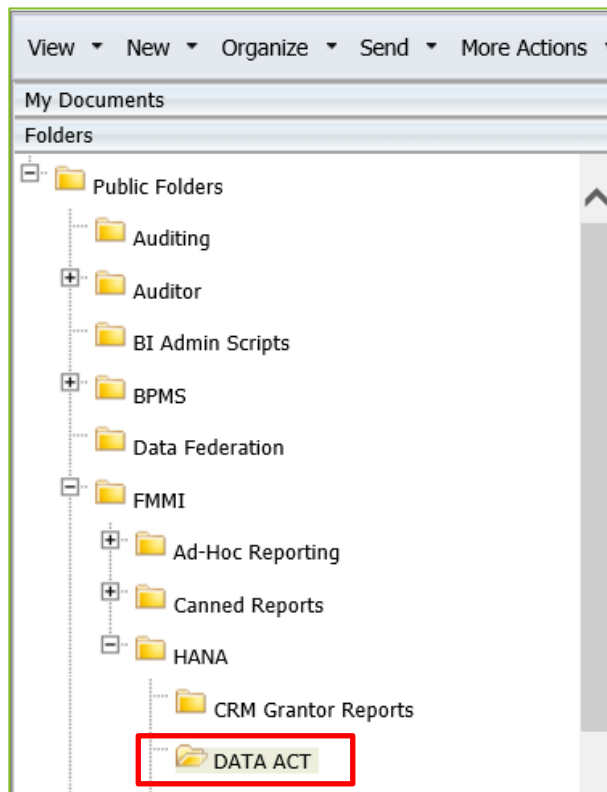 View New Organize Send More Actions
My Documents
Folders
Public Folders
Auditing
Auditor
BI Admin Scripts
BPMS
Data Federation
FMMI
Ad-Hoc Reporting
Canned Reports
HANA
CRM Grantor Reports
DATA ACT